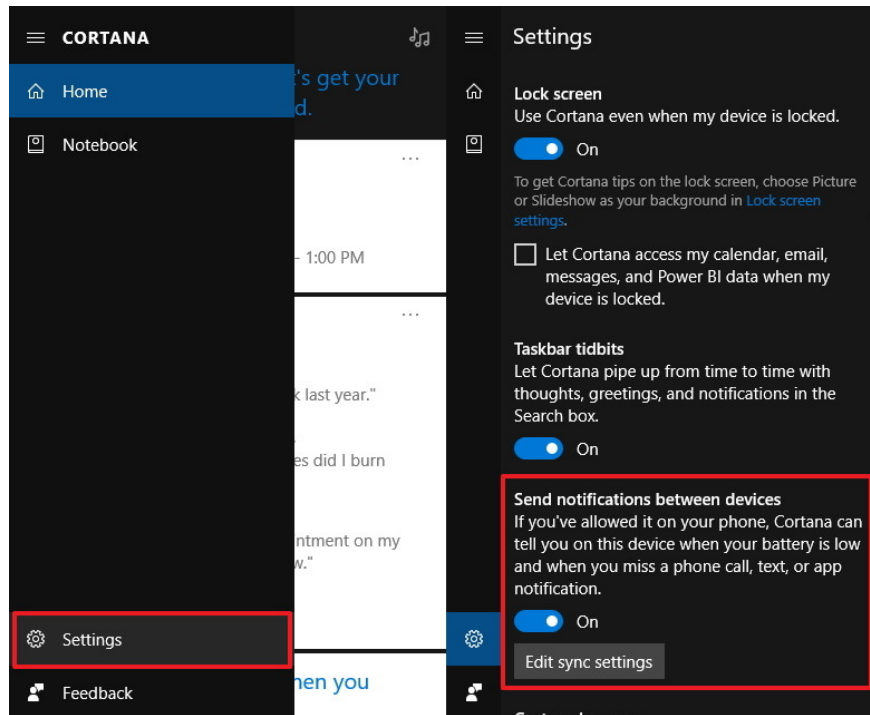 CORTANA
Home
Notebook
's get your
d.
- 1:00 PM
k last year."
es did I burn
ntment on my
w."
hen you
Settings
Feedback
Settings
Lock screen
Use Cortana even when my device is locked.
On
To get Cortana tips on the lock screen, choose Picture
or Slideshow as your background in Lock screen
settings.
Let Cortana access my calendar, email,
messages, and Power BI data when my
device is locked.
Taskbar tidbits
Let Cortana pipe up from time to time with
thoughts, greetings, and notifications in the
Search box.
On
Send notifications between devices
If you've allowed it on your phone, Cortana can
tell you on this device when your battery is low
and when you miss a phone call, text, or app
notification.
On
Edit sync settings